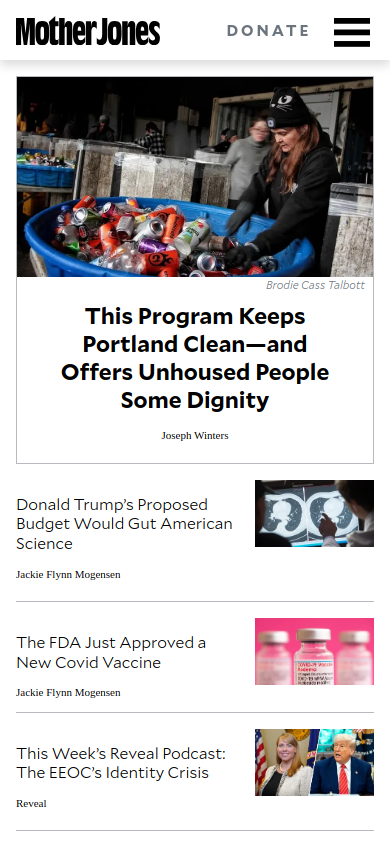 Mother Jones
DONATE
Brodie Cass Talbott
This Program Keeps
Portland Clean—and
Offers Unhoused People
Some Dignity
Joseph Winters
Donald Trump's Proposed
Budget Would Gut American
Science
Jackie Flynn Mogensen
The FDA Just Approved a
New Covid Vaccine
Jackie Flynn Mogensen
This Week's Reveal Podcast:
The EEOC's Identity Crisis
Reveal